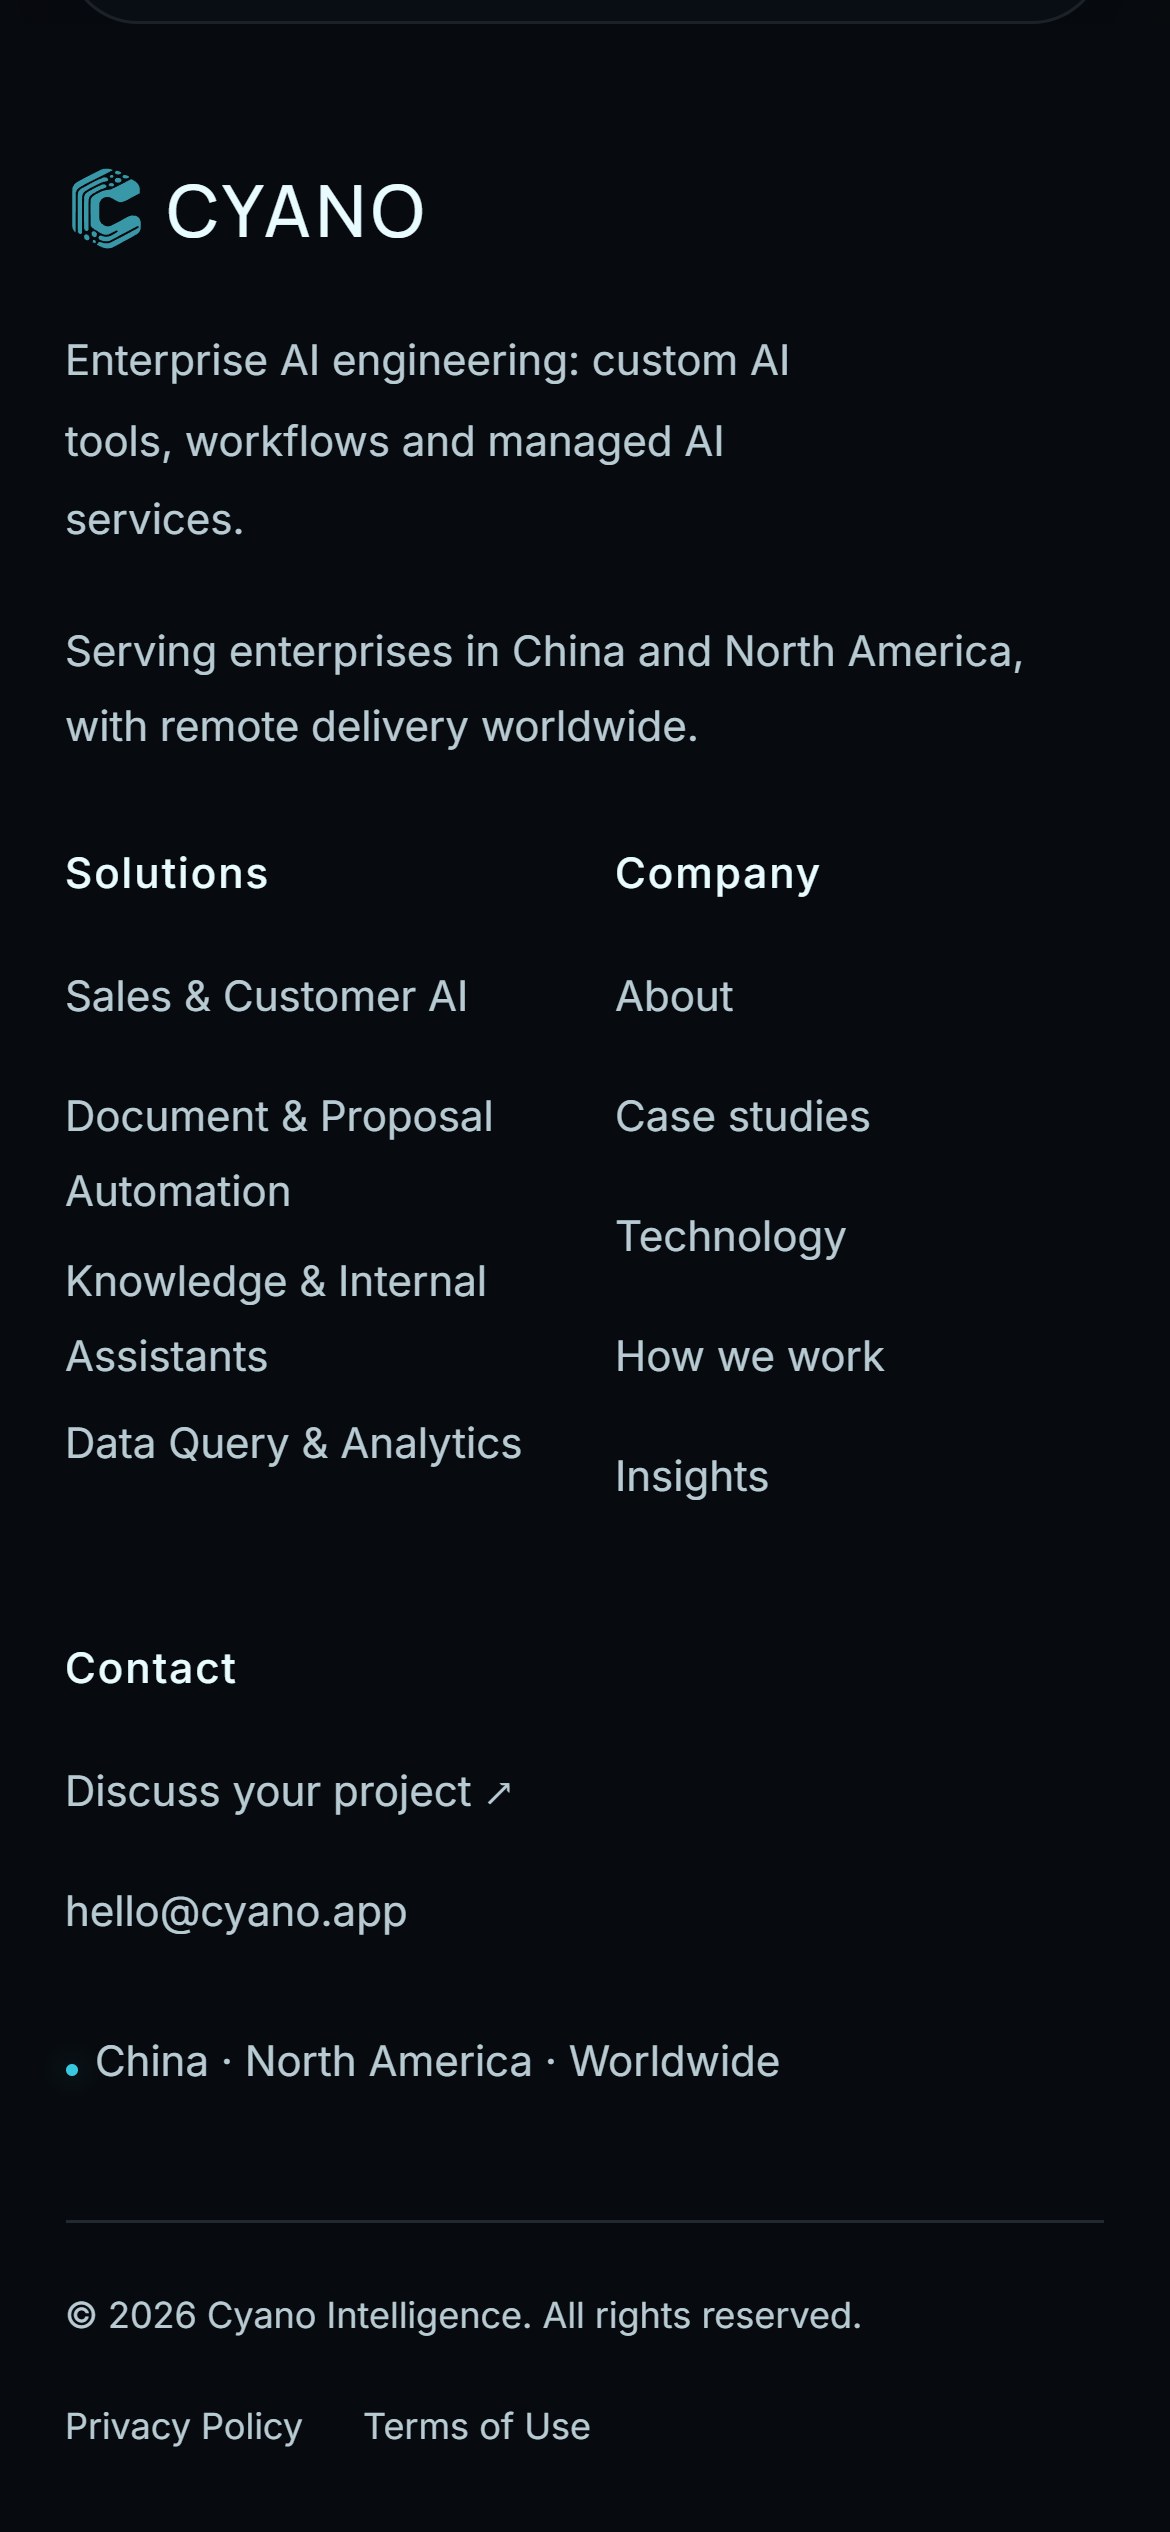 CYANO
Enterprise AI engineering: custom AI
tools, workflows and managed AI
services.
Serving enterprises in China and North America,
with remote delivery worldwide.
Solutions
Sales & Customer AI
Document & Proposal
Automation
Knowledge & Internal
Assistants
Data Query & Analytics
Company
About
Case studies
Technology
How we work
Insights
Contact
Discuss your project ↗
hello@cyano.app
China · North America · Worldwide
© 2026 Cyano Intelligence. All rights reserved.
Privacy Policy Terms of Use